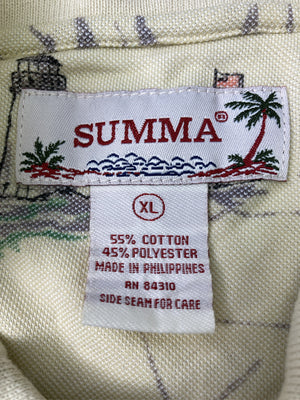 SUMMA®
XL
55% COTTON
45% POLYESTER
MADE IN PHILIPPINES
RN 84310
SIDE SEAM FOR CARE